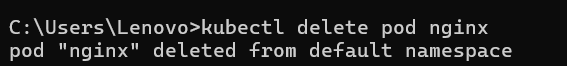 C:\Users\Lenovo>kubectl delete pod nginx
pod "nginx" deleted from default namespace